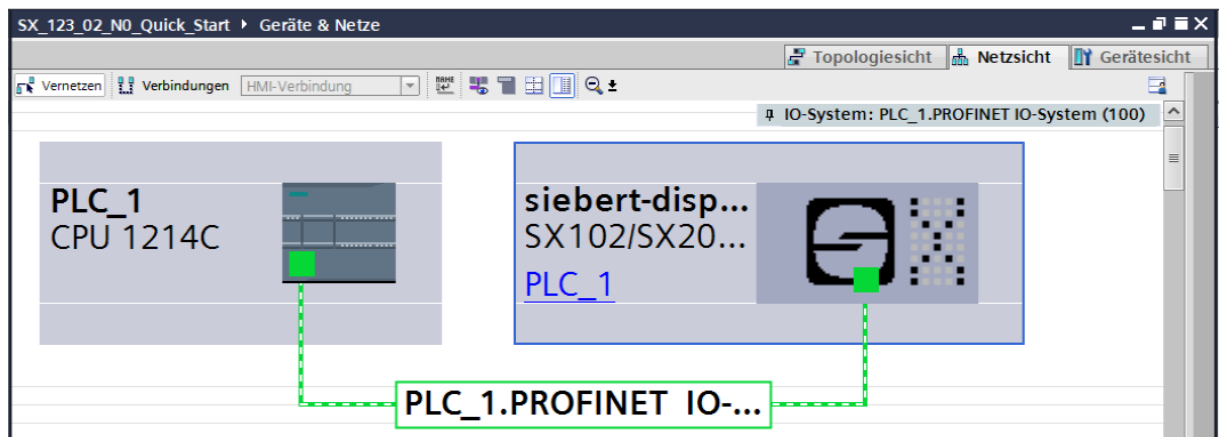 SX_123_02_N0_Quick_Start ▸ Geräte & Netze
Topologiesicht Netzsicht Gerätesicht
Vernetzen Verbindungen HMI-Verbindung
IO-System: PLC_1.PROFINET IO-System (100)
PLC_1
CPU 1214C
siebert-disp...
SX102/SX20...
PLC_1
PLC_1.PROFINET IO-...